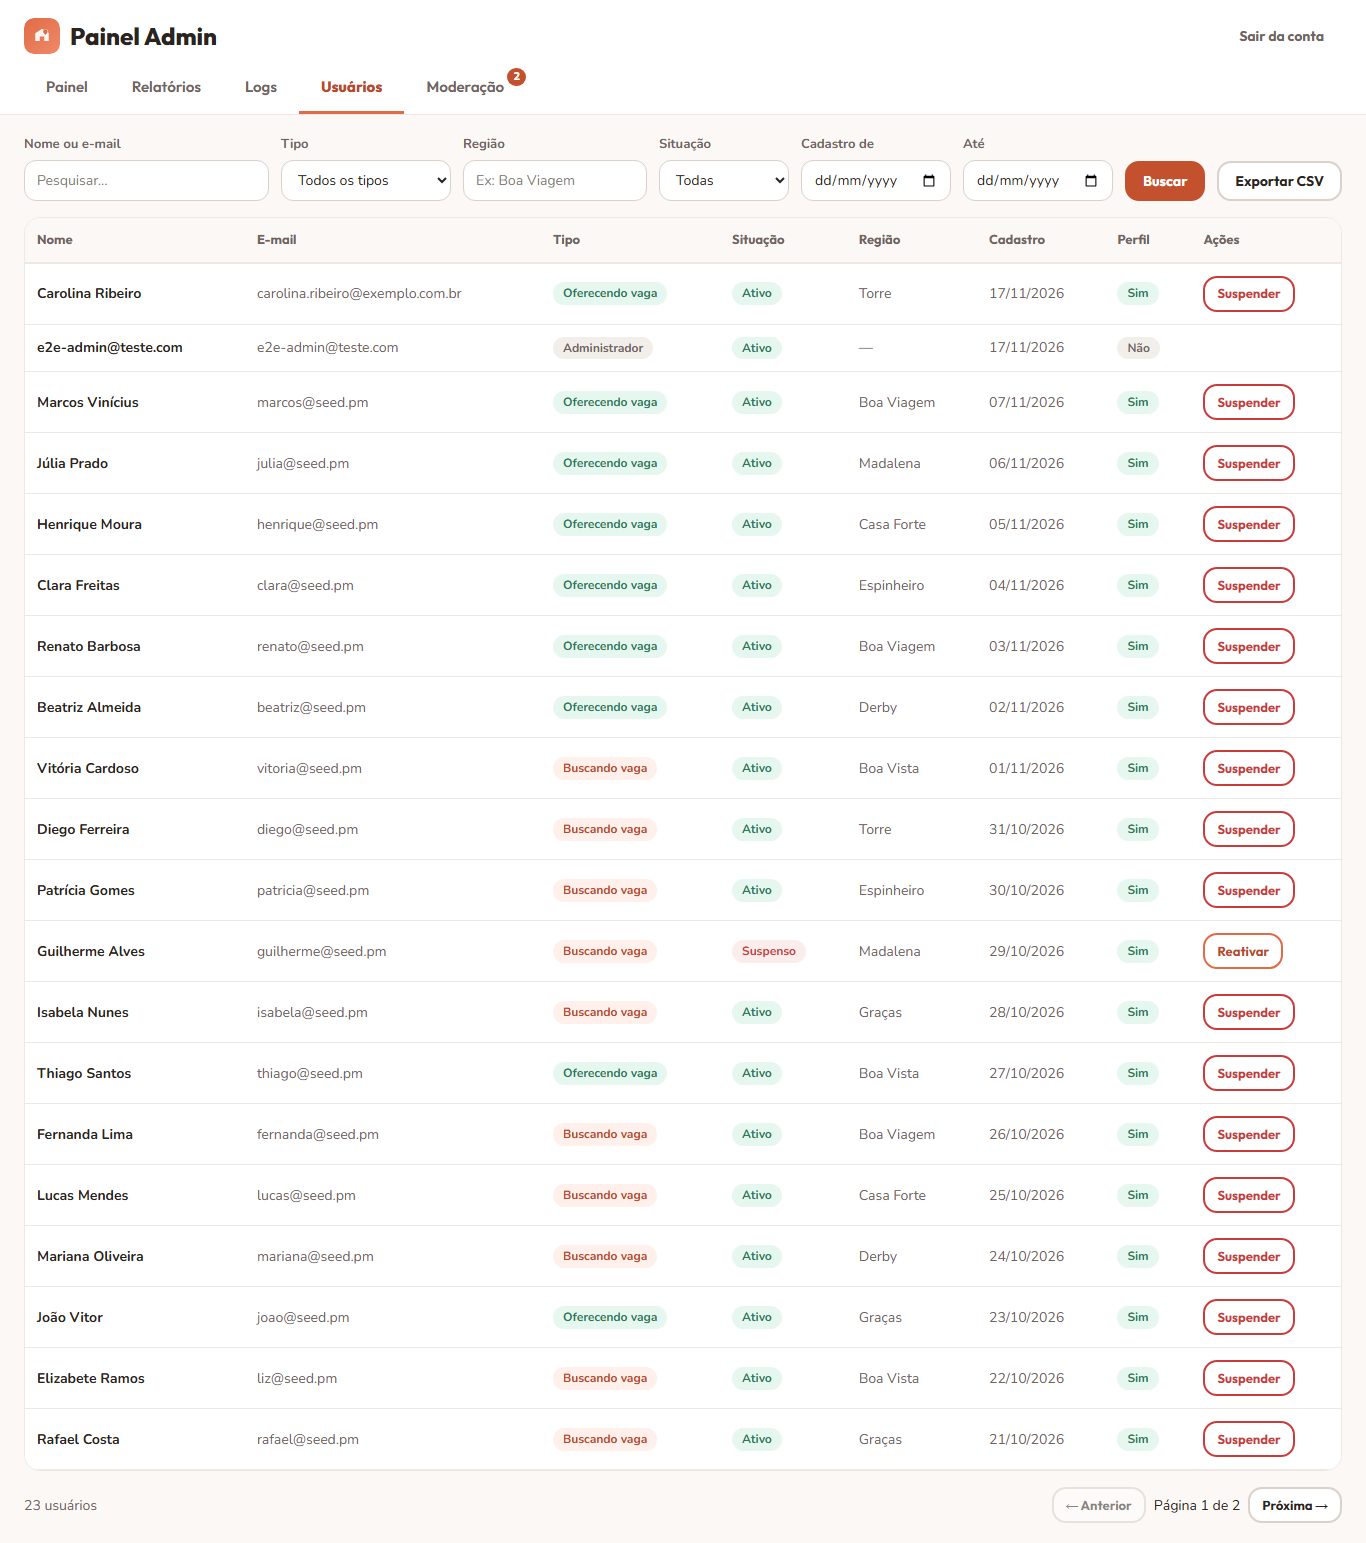 Painel Admin
Sair da conta
Painel Relatórios Logs Usuários Moderação 2
Nome ou e-mail Tipo Região Situação Cadastro de Até
Pesquisar... Todos os tipos Ex: Boa Viagem Todas dd/mm/yyyy dd/mm/yyyy Buscar Exportar CSV
Nome E-mail Tipo Situação Região Cadastro Perfil Ações
Carolina Ribeiro carolina.ribeiro@exemplo.com.br Oferecendo vaga Ativo Torre 17/11/2026 Sim Suspender
e2e-admin@teste.com e2e-admin@teste.com Administrador Ativo — 17/11/2026 Não
Marcos Vinícius marcos@seed.pm Oferecendo vaga Ativo Boa Viagem 07/11/2026 Sim Suspender
Júlia Prado julia@seed.pm Oferecendo vaga Ativo Madalena 06/11/2026 Sim Suspender
Henrique Moura henrique@seed.pm Oferecendo vaga Ativo Casa Forte 05/11/2026 Sim Suspender
Clara Freitas clara@seed.pm Oferecendo vaga Ativo Espinheiro 04/11/2026 Sim Suspender
Renato Barbosa renato@seed.pm Oferecendo vaga Ativo Boa Viagem 03/11/2026 Sim Suspender
Beatriz Almeida beatriz@seed.pm Oferecendo vaga Ativo Derby 02/11/2026 Sim Suspender
Vitória Cardoso vitoria@seed.pm Buscando vaga Ativo Boa Vista 01/11/2026 Sim Suspender
Diego Ferreira diego@seed.pm Buscando vaga Ativo Torre 31/10/2026 Sim Suspender
Patrícia Gomes patricia@seed.pm Buscando vaga Ativo Espinheiro 30/10/2026 Sim Suspender
Guilherme Alves guilherme@seed.pm Buscando vaga Suspenso Madalena 29/10/2026 Sim Reativar
Isabela Nunes isabela@seed.pm Buscando vaga Ativo Graças 28/10/2026 Sim Suspender
Thiago Santos thiago@seed.pm Oferecendo vaga Ativo Boa Vista 27/10/2026 Sim Suspender
Fernanda Lima fernanda@seed.pm Buscando vaga Ativo Boa Viagem 26/10/2026 Sim Suspender
Lucas Mendes lucas@seed.pm Buscando vaga Ativo Casa Forte 25/10/2026 Sim Suspender
Mariana Oliveira mariana@seed.pm Buscando vaga Ativo Derby 24/10/2026 Sim Suspender
João Vitor joao@seed.pm Oferecendo vaga Ativo Graças 23/10/2026 Sim Suspender
Elizabete Ramos liz@seed.pm Buscando vaga Ativo Boa Vista 22/10/2026 Sim Suspender
Rafael Costa rafael@seed.pm Buscando vaga Ativo Graças 21/10/2026 Sim Suspender
23 usuários ← Anterior Página 1 de 2 Próxima →